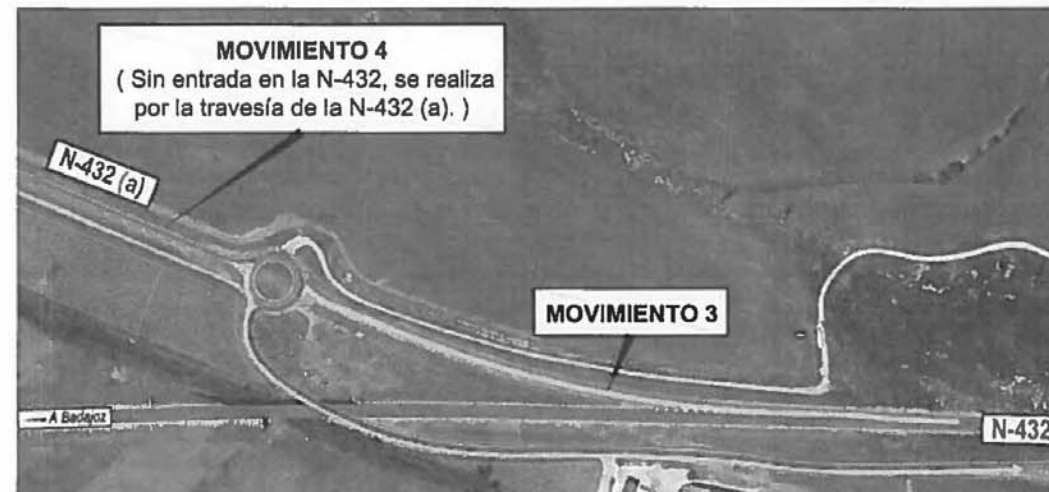 MOVIMIENTO 4
( Sin entrada en la N-432, se realiza
por la travesía de la N-432 (a). )
N-432 (a)
MOVIMIENTO 3
A Badajoz
N-432